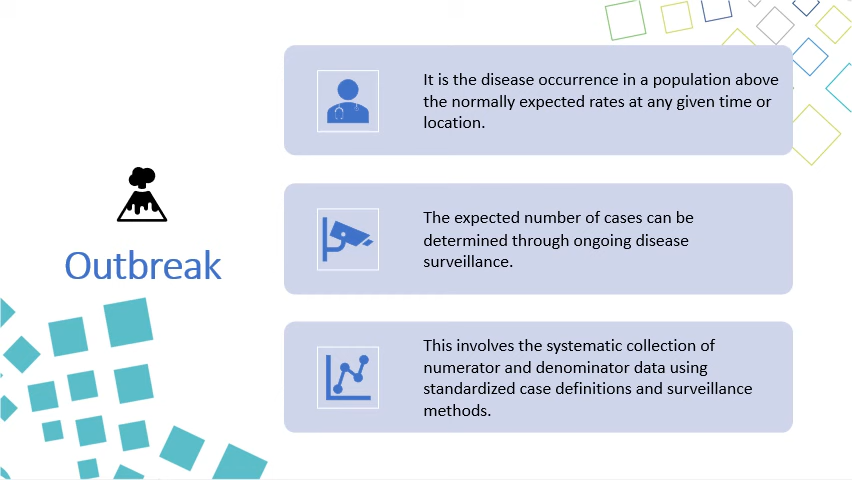 Outbreak
It is the disease occurrence in a population above
the normally expected rates at any given time or
location.
The expected number of cases can be
determined through ongoing disease
surveillance.
This involves the systematic collection of
numerator and denominator data using
standardized case definitions and surveillance
methods.